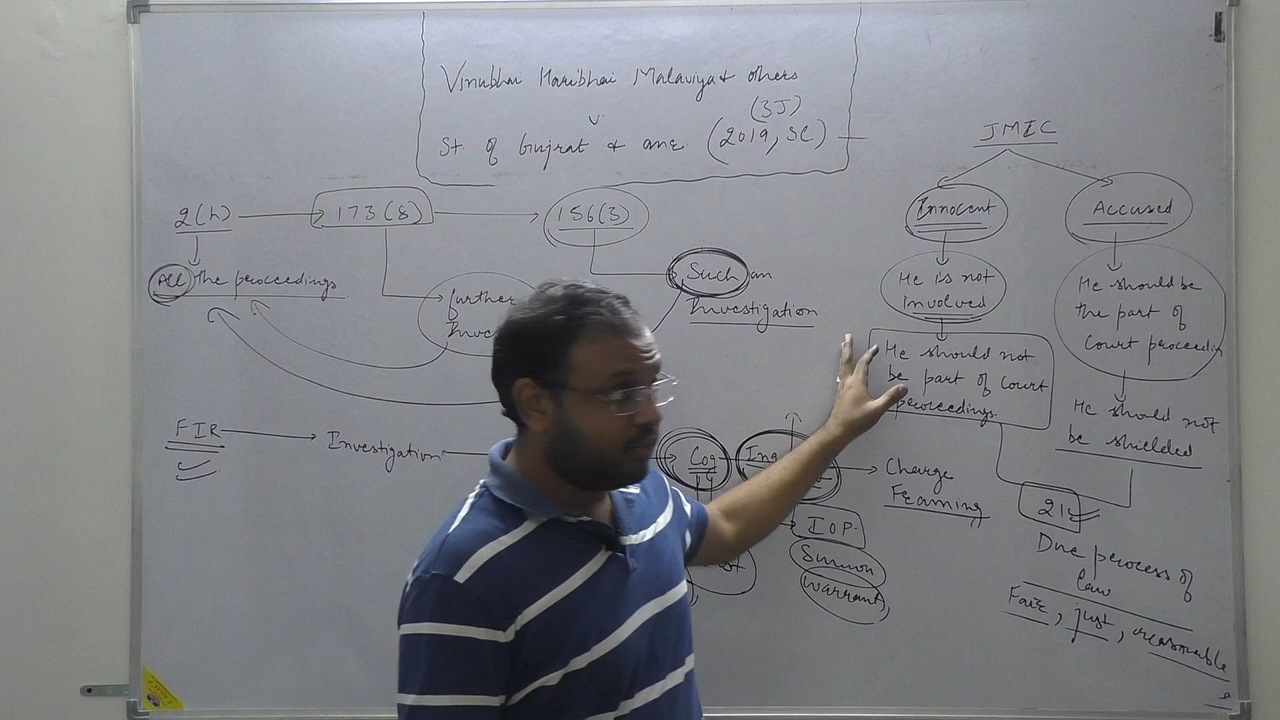 Vinubhai Haribhai Malaviya & others
V.
(3J)
St. of Gujrat & anr. (2019, SC)
2(h)
173(8)
156(3)
All the proceedings
further
Inve
Such an
Investigation
FIR
Investigation
Cog
Inq
Charge
Framing
I O P.
Summon
Warrant
JMIC
Innocent
He is not
involved
He should not
be part of Court
proceedings.
Accused
He should be
the part of
Court proceedin
He should not
be shielded
21
Due process of
law
Fair, just, reasonable